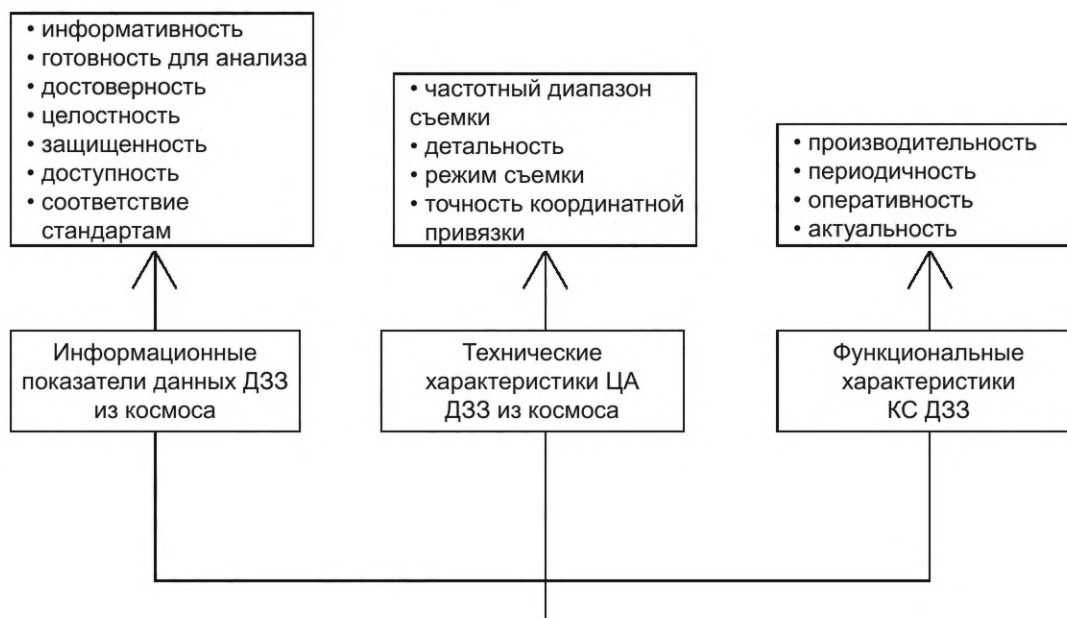 • информативность
• готовность для анализа
• достоверность
• целостность
• защищенность
• доступность
• соответствие
стандартам
• частотный диапазон
съемки
• детальность
• режим съемки
• точность координатной
привязки
• производительность
• периодичность
• оперативность
• актуальность
Информационные
показатели данных ДЗЗ
из космоса
Технические
характеристики ЦА
ДЗЗ из космоса
Функциональные
характеристики
КС ДЗЗ